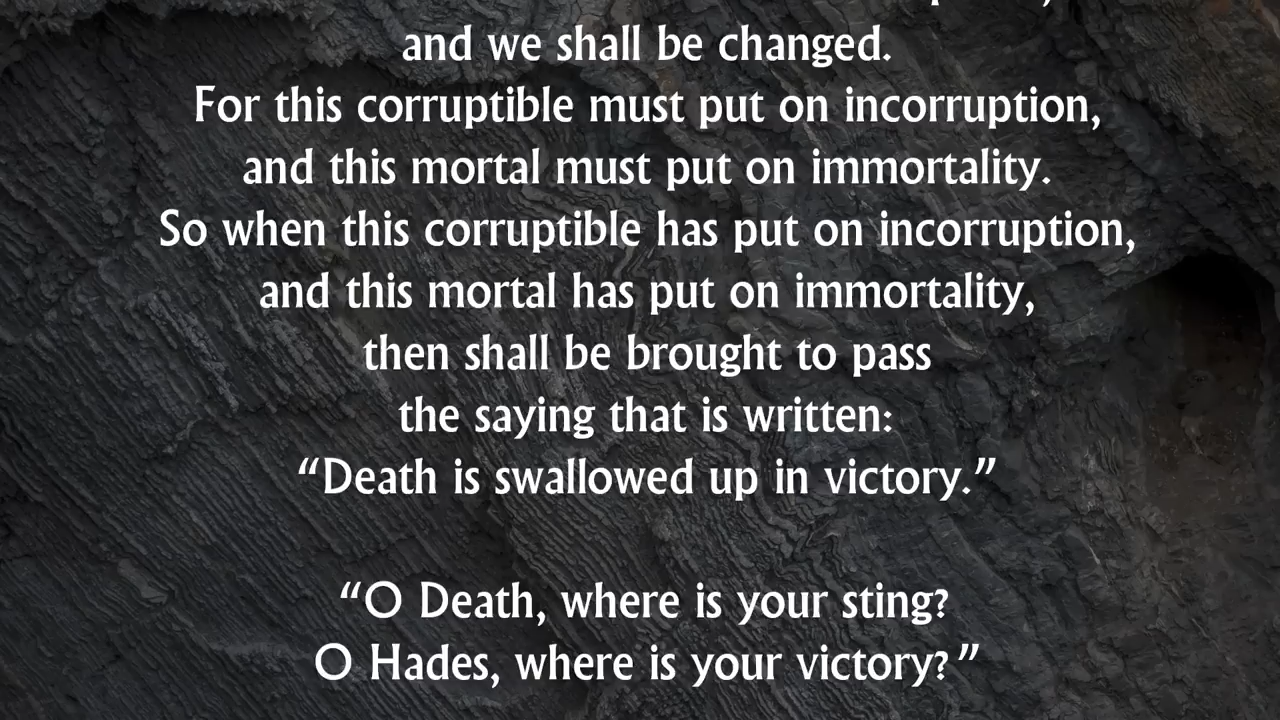 and we shall be changed.
For this corruptible must put on incorruption,
and this mortal must put on immortality.
So when this corruptible has put on incorruption,
and this mortal has put on immortality,
then shall be brought to pass
the saying that is written:
“Death is swallowed up in victory.”
“O Death, where is your sting?
O Hades, where is your victory?”